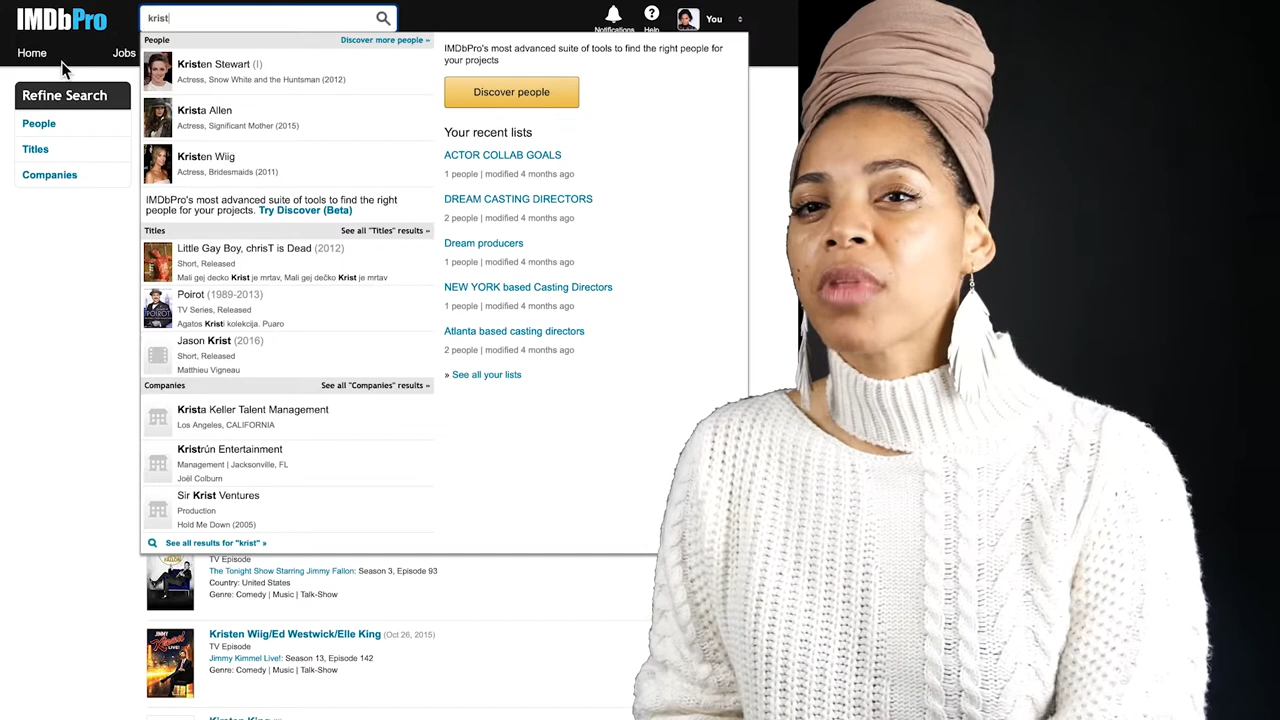 IMDbPro
krist
Notifications
Help
You
Home
Jobs
Refine Search
People
Titles
Companies
People
Discover more people »
Kristen Stewart (I)
Actress, Snow White and the Huntsman (2012)
Krista Allen
Actress, Significant Mother (2015)
Kristen Wiig
Actress, Bridesmaids (2011)
IMDbPro's most advanced suite of tools to find the right
people for your projects. Try Discover (Beta)
Titles
See all "Titles" results »
Little Gay Boy, chrisT is Dead (2012)
Short, Released
Mali gej decko Krist je mrtav, Mali gej dečko Krist je mrtav
Poirot (1989-2013)
TV Series, Released
Agatos Kristi kolekcija. Puaro
Jason Krist (2016)
Short, Released
Matthieu Vigneau
Companies
See all "Companies" results »
Krista Keller Talent Management
Los Angeles, CALIFORNIA
Kristrún Entertainment
Management | Jacksonville, FL
Joël Colburn
Sir Krist Ventures
Production
Hold Me Down (2005)
See all results for "krist" »
IMDbPro's most advanced suite of tools to find the right people for
your projects
Discover people
Your recent lists
ACTOR COLLAB GOALS
1 people | modified 4 months ago
DREAM CASTING DIRECTORS
2 people | modified 4 months ago
Dream producers
1 people | modified 4 months ago
NEW YORK based Casting Directors
1 people | modified 4 months ago
Atlanta based casting directors
2 people | modified 4 months ago
» See all your lists
TV Episode
The Tonight Show Starring Jimmy Fallon: Season 3, Episode 93
Country: United States
Genre: Comedy | Music | Talk-Show
Kristen Wiig/Ed Westwick/Elle King (Oct 26, 2015)
TV Episode
Jimmy Kimmel Live!: Season 13, Episode 142
Genre: Comedy | Music | Talk-Show